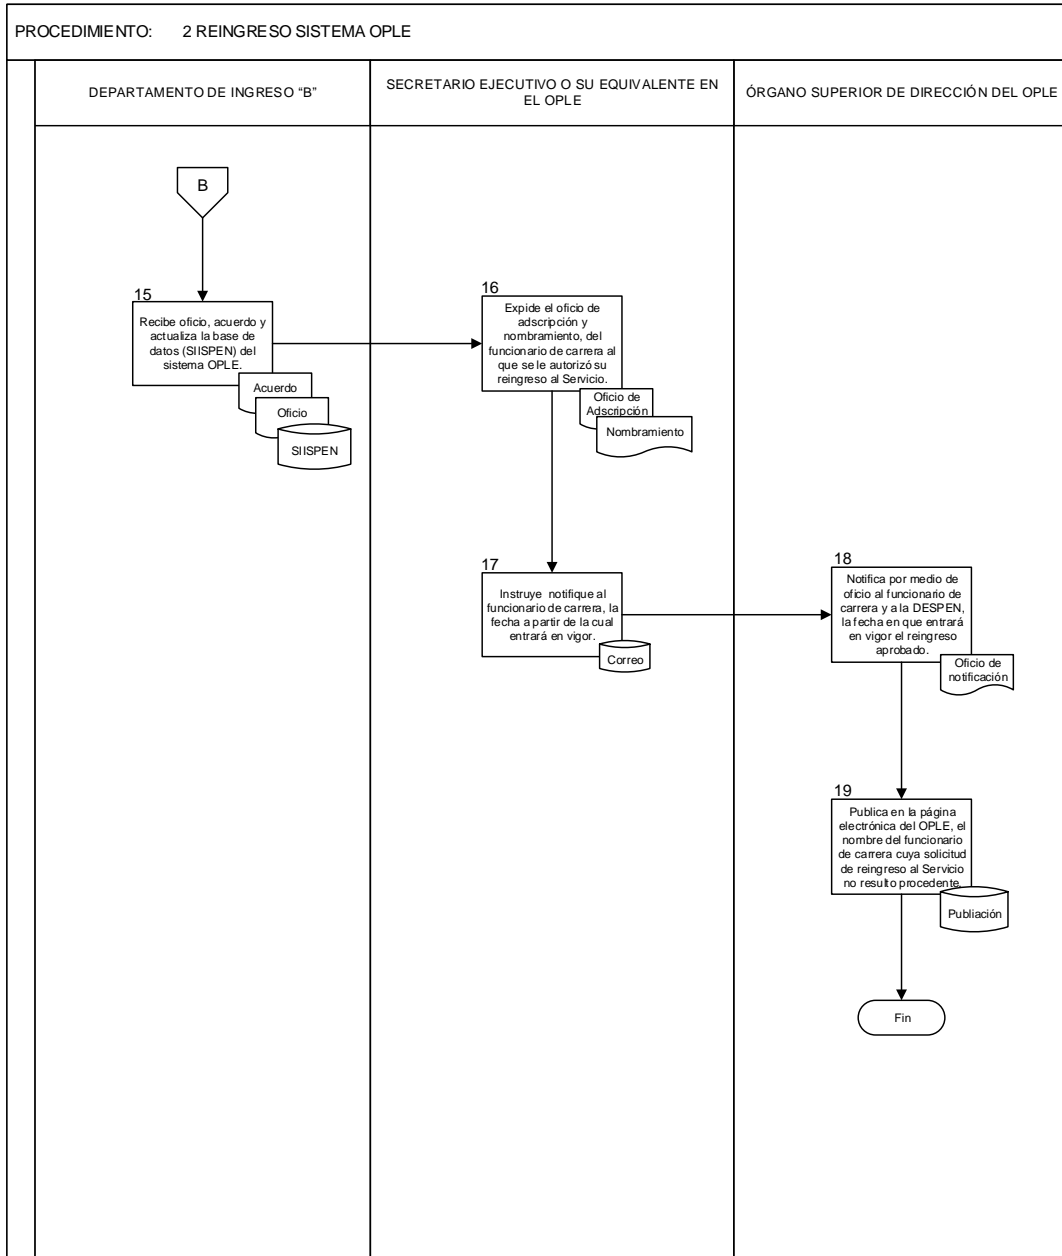 PROCEDIMIENTO: 2 REINGRESO SISTEMA OPLE
DEPARTAMENTO DE INGRESO “B”
SECRETARIO EJECUTIVO O SU EQUIVALENTE EN
EL OPLE
ÓRGANO SUPERIOR DE DIRECCIÓN DEL OPLE
B
15
Recibe oficio, acuerdo y
actualiza la base de
datos (SIISPEN) del
sistema OPLE.
Acuerdo
Oficio
SIISPEN
16
Expide el oficio de
adscripción y
nombramiento, del
funcionario de carrera al
que se le autorizó su
reingreso al Servicio.
Oficio de
Adscripción
Nombramiento
17
Instruye notifique al
funcionario de carrera, la
fecha a partir de la cual
entrará en vigor.
Correo
18
Notifica por medio de
oficio al funcionario de
carrera y a la DESPEN,
la fecha en que entrará
en vigor el reingreso
aprobado.
Oficio de
notificación
19
Publica en la página
electrónica del OPLE, el
nombre del funcionario
de carrera cuya solicitud
de reingreso al Servicio
no resulto procedente.
Publiación
Fin